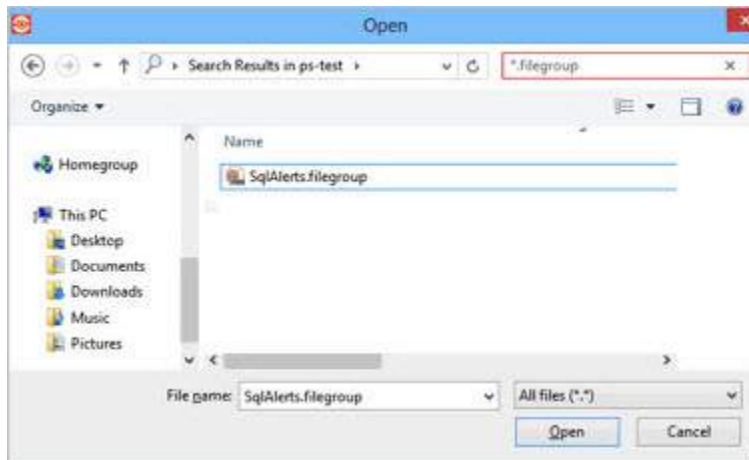 Open
Search Results in ps-test
*.filegroup
Organize
Name
Homegroup
SqlAlerts.filegroup
This PC
Desktop
Documents
Downloads
Music
Pictures
File name: SqlAlerts.filegroup All files (*.*)
Open Cancel